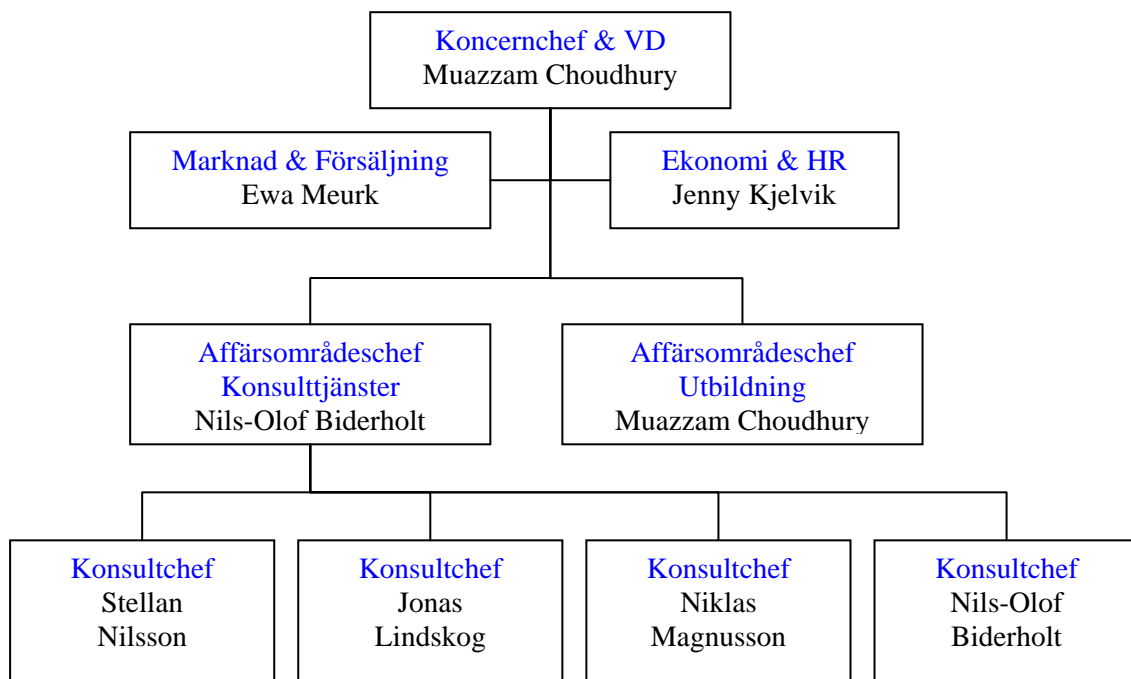 Koncernchef & VD
Muazzam Choudhury
Marknad & Försäljning
Ewa Meurk
Ekonomi & HR
Jenny Kjelvik
Affärsområdeschef
Konsulttjänster
Nils-Olof Biderholt
Affärsområdeschef
Utbildning
Muazzam Choudhury
Konsultchef
Stellan
Nilsson
Konsultchef
Jonas
Lindskog
Konsultchef
Niklas
Magnusson
Konsultchef
Nils-Olof
Biderholt